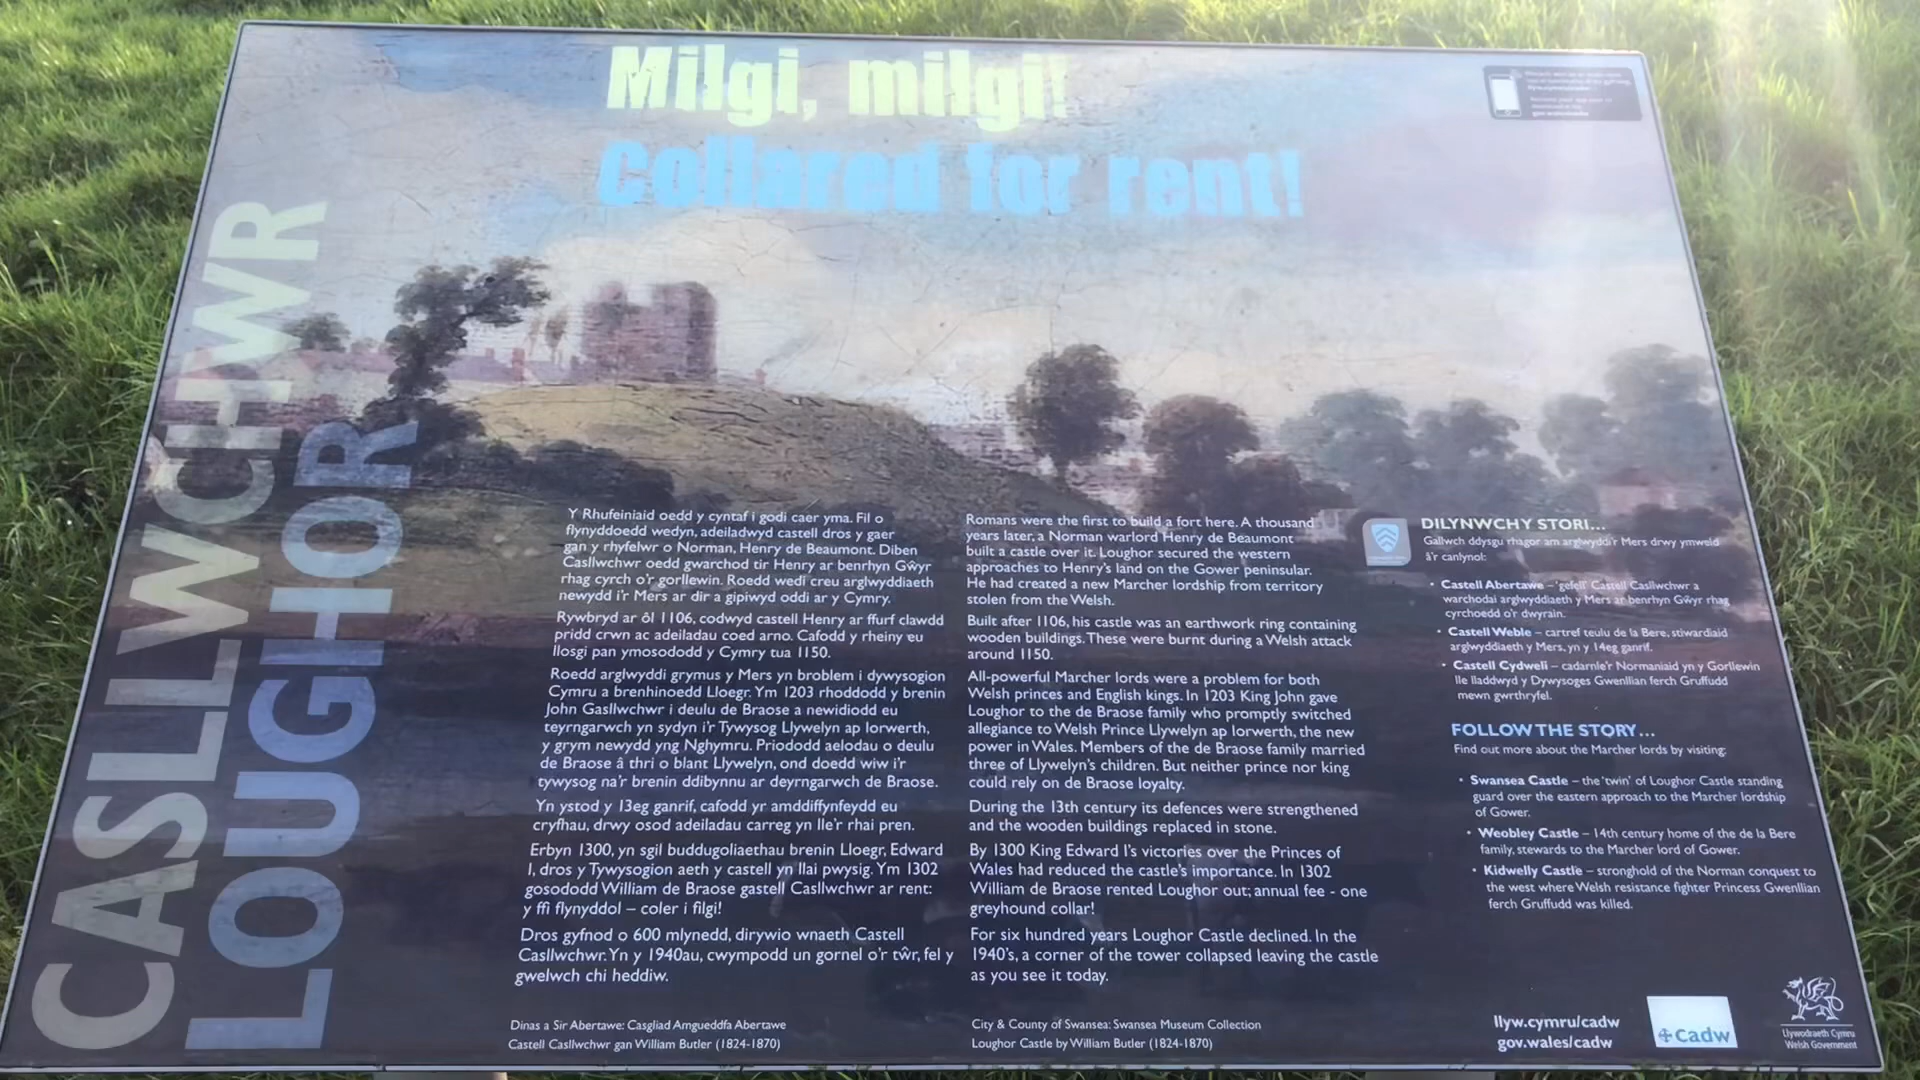 Milgi, milgi!
Collared for rent!
CASLLWCHWR
LOUGHOR
Y Rhufeiniaid oedd y cyntaf i godi caer yma. Fil o
flynyddoedd wedyn, adeiladwyd castell dros y gaer
gan y rhyfelwr o Norman, Henry de Beaumont. Diben
Casllwchwr oedd gwarchod tir Henry ar benrhyn Gŵyr
rhag cyrch o'r gorllewin. Roedd wedi creu arglwyddiaeth
newydd i'r Mers ar dir a gipiwyd oddi ar y Cymry.
Rywbryd ar ôl 1106, codwyd castell Henry ar ffurf clawdd
pridd crwn ac adeiladau coed arno. Cafodd y rheiny eu
llosgi pan ymosododd y Cymry tua 1150.
Roedd arglwyddi grymus y Mers yn broblem i dywysogion
Cymru a brenhinoedd Lloegr. Ym 1203 rhoddodd y brenin
John Gasllwchwr i deulu de Braose a newidiodd eu
teyrngarwch yn sydyn i'r Tywysog Llywelyn ap Iorwerth,
y grym newydd yng Nghymru. Priododd aelodau o deulu
de Braose â thri o blant Llywelyn, ond doedd wiw i'r
tywysog na'r brenin ddibynnu ar deyrngarwch de Braose.
Yn ystod y 13eg ganrif, cafodd yr amddiffynfeydd eu
cryfhau, drwy osod adeiladau carreg yn lle'r rhai pren.
Erbyn 1300, yn sgil buddugoliaethau brenin Lloegr, Edward
I, dros y Tywysogion aeth y castell yn llai pwysig. Ym 1302
gosododd William de Braose gastell Casllwchwr ar rent:
y ffi flynyddol – coler i filgi!
Dros gyfnod o 600 mlynedd, dirywio wnaeth Castell
Casllwchwr. Yn y 1940au, cwympodd un gornel o'r tŵr, fel y
gwelwch chi heddiw.
Dinas a Sir Abertawe: Casgliad Amgueddfa Abertawe
Castell Casllwchwr gan William Butler (1824-1870)
Romans were the first to build a fort here. A thousand
years later, a Norman warlord Henry de Beaumont
built a castle over it. Loughor secured the western
approaches to Henry's land on the Gower peninsular.
He had created a new Marcher lordship from territory
stolen from the Welsh.
Built after 1106, his castle was an earthwork ring containing
wooden buildings. These were burnt during a Welsh attack
around 1150.
All-powerful Marcher lords were a problem for both
Welsh princes and English kings. In 1203 King John gave
Loughor to the de Braose family who promptly switched
allegiance to Welsh Prince Llywelyn ap Iorwerth, the new
power in Wales. Members of the de Braose family married
three of Llywelyn's children. But neither prince nor king
could rely on de Braose loyalty.
During the 13th century its defences were strengthened
and the wooden buildings replaced in stone.
By 1300 King Edward I's victories over the Princes of
Wales had reduced the castle's importance. In 1302
William de Braose rented Loughor out; annual fee - one
greyhound collar!
For six hundred years Loughor Castle declined. In the
1940's, a corner of the tower collapsed leaving the castle
as you see it today.
City & County of Swansea: Swansea Museum Collection
Loughor Castle by William Butler (1824-1870)
DILYNWCH Y STORI...
Gallwch ddysgu rhagor am arglwyddi'r Mers drwy ymweld
â'r canlynol:
• Castell Abertawe – 'gefell' Castell Casllwchwr a
warchodai arglwyddiaeth y Mers ar benrhyn Gŵyr rhag
cyrchoedd o'r dwyrain.
• Castell Weble – cartref teulu de la Bere, stiwardiaid
arglwyddiaeth y Mers, yn y 14eg ganrif.
• Castell Cydweli – cadarnle'r Normaniaid yn y Gorllewin
lle lladdwyd y Dywysoges Gwenllian ferch Gruffudd
mewn gwrthryfel.
FOLLOW THE STORY...
Find out more about the Marcher lords by visiting:
• Swansea Castle – the 'twin' of Loughor Castle standing
guard over the eastern approach to the Marcher lordship
of Gower.
• Weobley Castle – 14th century home of the de la Bere
family, stewards to the Marcher lord of Gower.
• Kidwelly Castle – stronghold of the Norman conquest to
the west where Welsh resistance fighter Princess Gwenllian
ferch Gruffudd was killed.
llyw.cymru/cadw
gov.wales/cadw
Cadw
Llywodraeth Cymru
Welsh Government